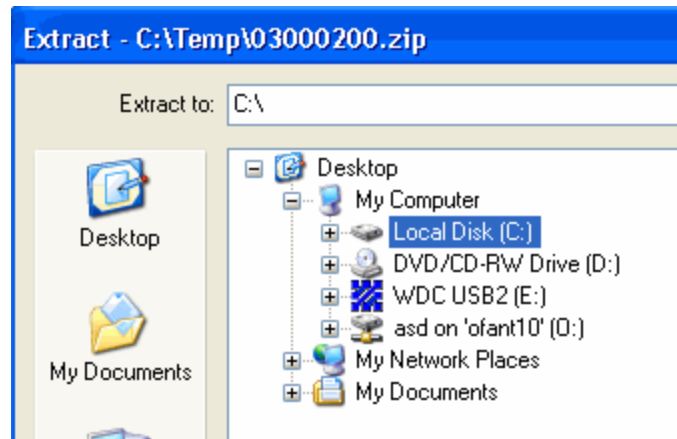 Extract - C:\Temp\03000200.zip
Extract to: C:\
Desktop
My Documents
Desktop
My Computer
Local Disk (C:)
DVD/CD-RW Drive (D:)
WDC USB2 (E:)
asd on 'ofant10' (O:)
My Network Places
My Documents